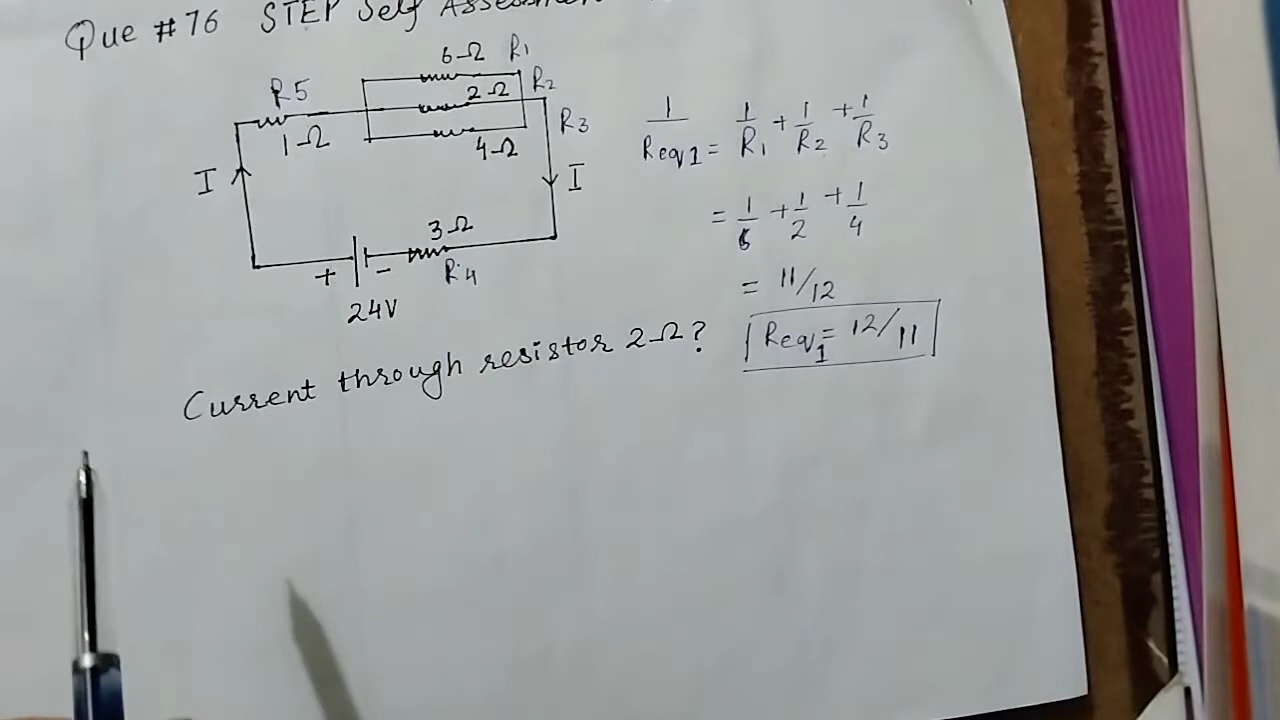 Que # 76 STEP Self Assessmen
6Ω R1
R5 2Ω R2
1Ω 4Ω R3
I I
3Ω
+ - R4
24V
Current through resistor 2Ω?
1/Req1 = 1/R1 + 1/R2 + 1/R3
= 1/6 + 1/2 + 1/4
= 11/12
Req1 = 12/11